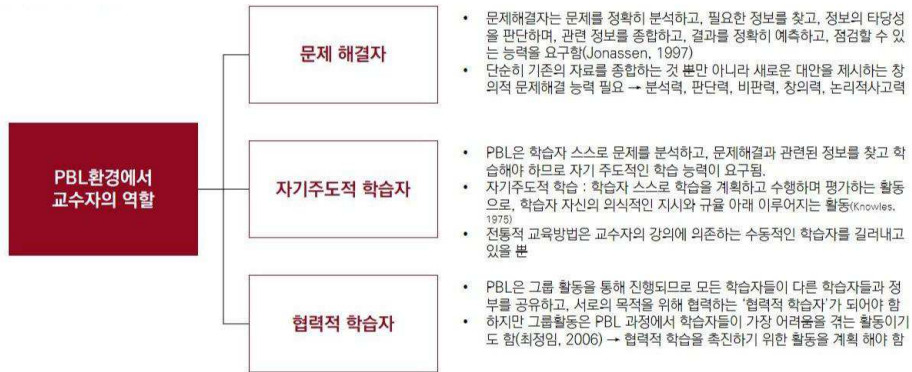 PBL환경에서
교수자의 역할
문제 해결자
• 문제해결자는 문제를 정확히 분석하고, 필요한 정보를 찾고, 정보의 타당성
을 판단하며, 관련 정보를 종합하고, 결과를 정확히 예측하고, 점검할 수 있
는 능력을 요구함(Jonassen, 1997)
• 단순히 기존의 자료를 종합하는 것 뿐만 아니라 새로운 대안을 제시하는 창
의적 문제해결 능력 필요 → 분석력, 판단력, 비판력, 창의력, 논리적사고력
자기주도적 학습자
• PBL은 학습자 스스로 문제를 분석하고, 문제해결과 관련된 정보를 찾고 학
습해야 하므로 자기 주도적인 학습 능력이 요구됨.
• 자기주도적 학습 : 학습자 스스로 학습을 계획하고 수행하며 평가하는 활동
으로, 학습자 자신의 의식적인 지시와 규율 아래 이루어지는 활동(Knowles.
1975)
• 전통적 교육방법은 교수자의 강의에 의존하는 수동적인 학습자를 길러내고
있을 뿐
협력적 학습자
• PBL은 그룹 활동을 통해 진행되므로 모든 학습자들이 다른 학습자들과 정
부를 공유하고, 서로의 목적을 위해 협력하는 ‘협력적 학습자’가 되어야 함
• 하지만 그룹활동은 PBL 과정에서 학습자들이 가장 어려움을 겪는 활동이기
도 함(최정임, 2006) → 협력적 학습을 촉진하기 위한 활동을 계획 해야 함